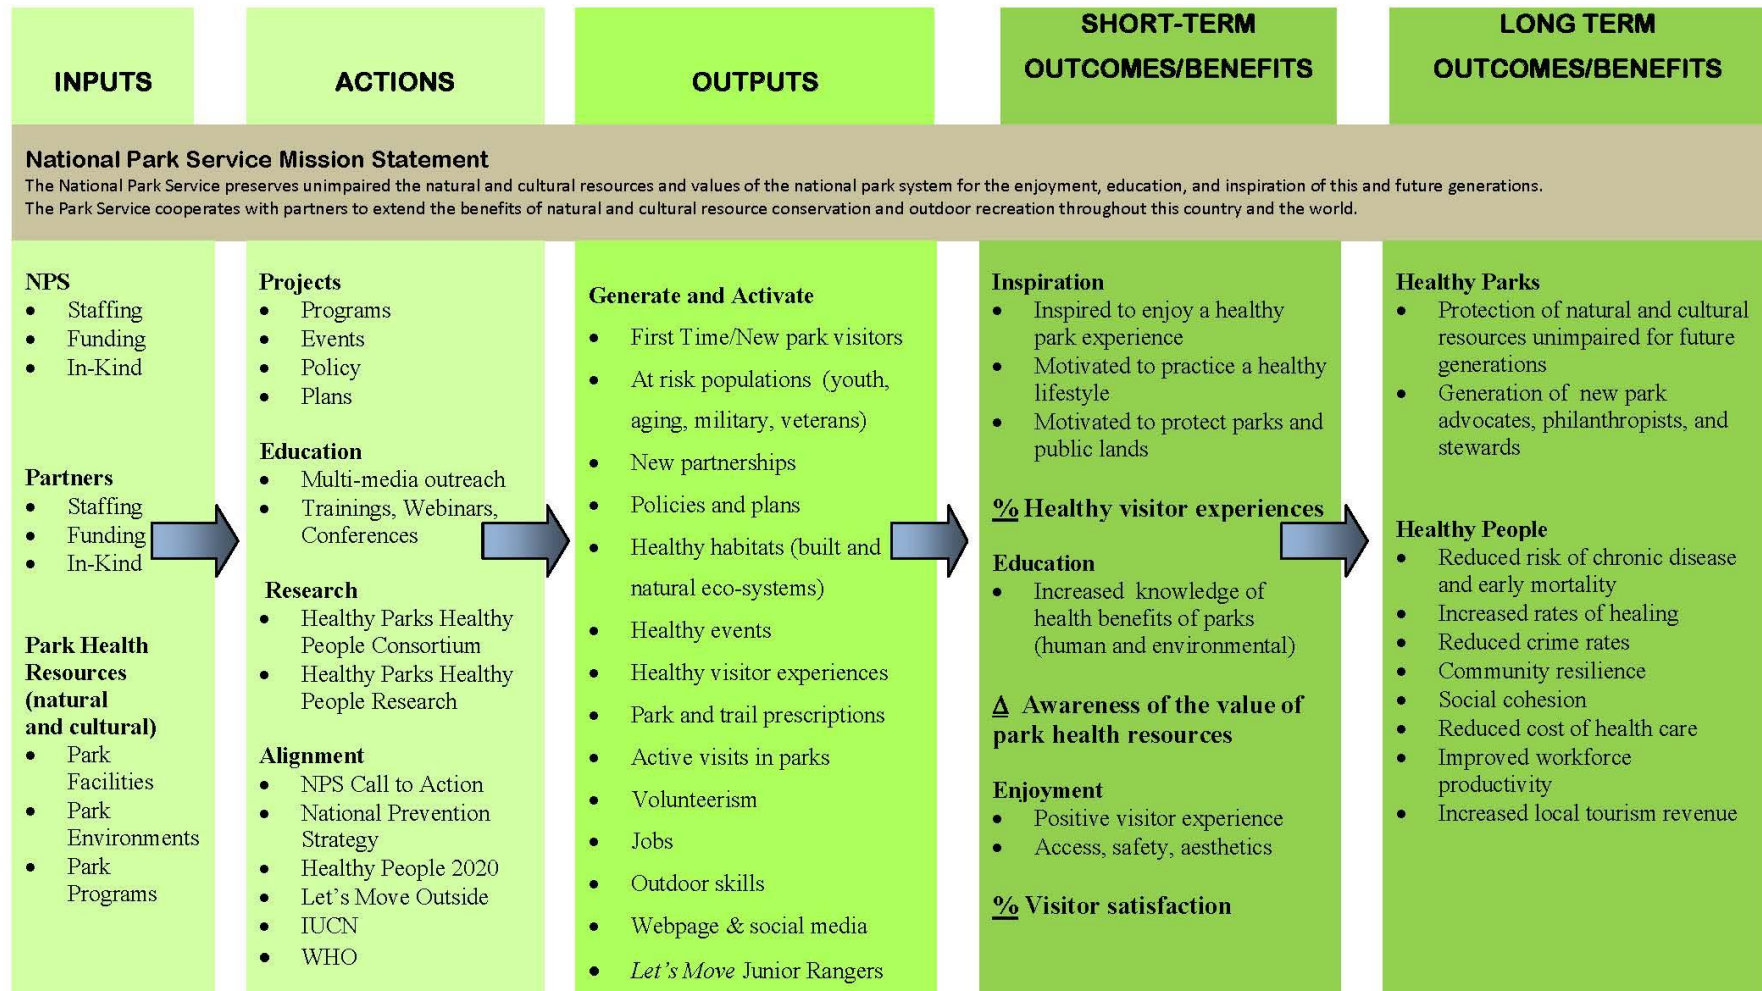 INPUTS
ACTIONS
OUTPUTS
SHORT-TERM
OUTCOMES/BENEFITS
LONG TERM
OUTCOMES/BENEFITS
National Park Service Mission Statement
The National Park Service preserves unimpaired the natural and cultural resources and values of the national park system for the enjoyment, education, and inspiration of this and future generations.
The Park Service cooperates with partners to extend the benefits of natural and cultural resource conservation and outdoor recreation throughout this country and the world.
NPS
• Staffing
• Funding
• In-Kind
Partners
• Staffing
• Funding
• In-Kind
Park Health
Resources
(natural
and cultural)
• Park
Facilities
• Park
Environments
• Park
Programs
Projects
• Programs
• Events
• Policy
• Plans
Education
• Multi-media outreach
• Trainings, Webinars,
Conferences
Research
• Healthy Parks Healthy
People Consortium
• Healthy Parks Healthy
People Research
Alignment
• NPS Call to Action
• National Prevention
Strategy
• Healthy People 2020
• Let's Move Outside
• IUCN
• WHO
Generate and Activate
• First Time/New park visitors
• At risk populations (youth,
aging, military, veterans)
• New partnerships
• Policies and plans
• Healthy habitats (built and
natural eco-systems)
• Healthy events
• Healthy visitor experiences
• Park and trail prescriptions
• Active visits in parks
• Volunteerism
• Jobs
• Outdoor skills
• Webpage & social media
• Let's Move Junior Rangers
Inspiration
• Inspired to enjoy a healthy
park experience
• Motivated to practice a healthy
lifestyle
• Motivated to protect parks and
public lands
% Healthy visitor experiences
Education
• Increased knowledge of
health benefits of parks
(human and environmental)
Δ Awareness of the value of
park health resources
Enjoyment
• Positive visitor experience
• Access, safety, aesthetics
% Visitor satisfaction
Healthy Parks
• Protection of natural and cultural
resources unimpaired for future
generations
• Generation of new park
advocates, philanthropists, and
stewards
Healthy People
• Reduced risk of chronic disease
and early mortality
• Increased rates of healing
• Reduced crime rates
• Community resilience
• Social cohesion
• Reduced cost of health care
• Improved workforce
productivity
• Increased local tourism revenue